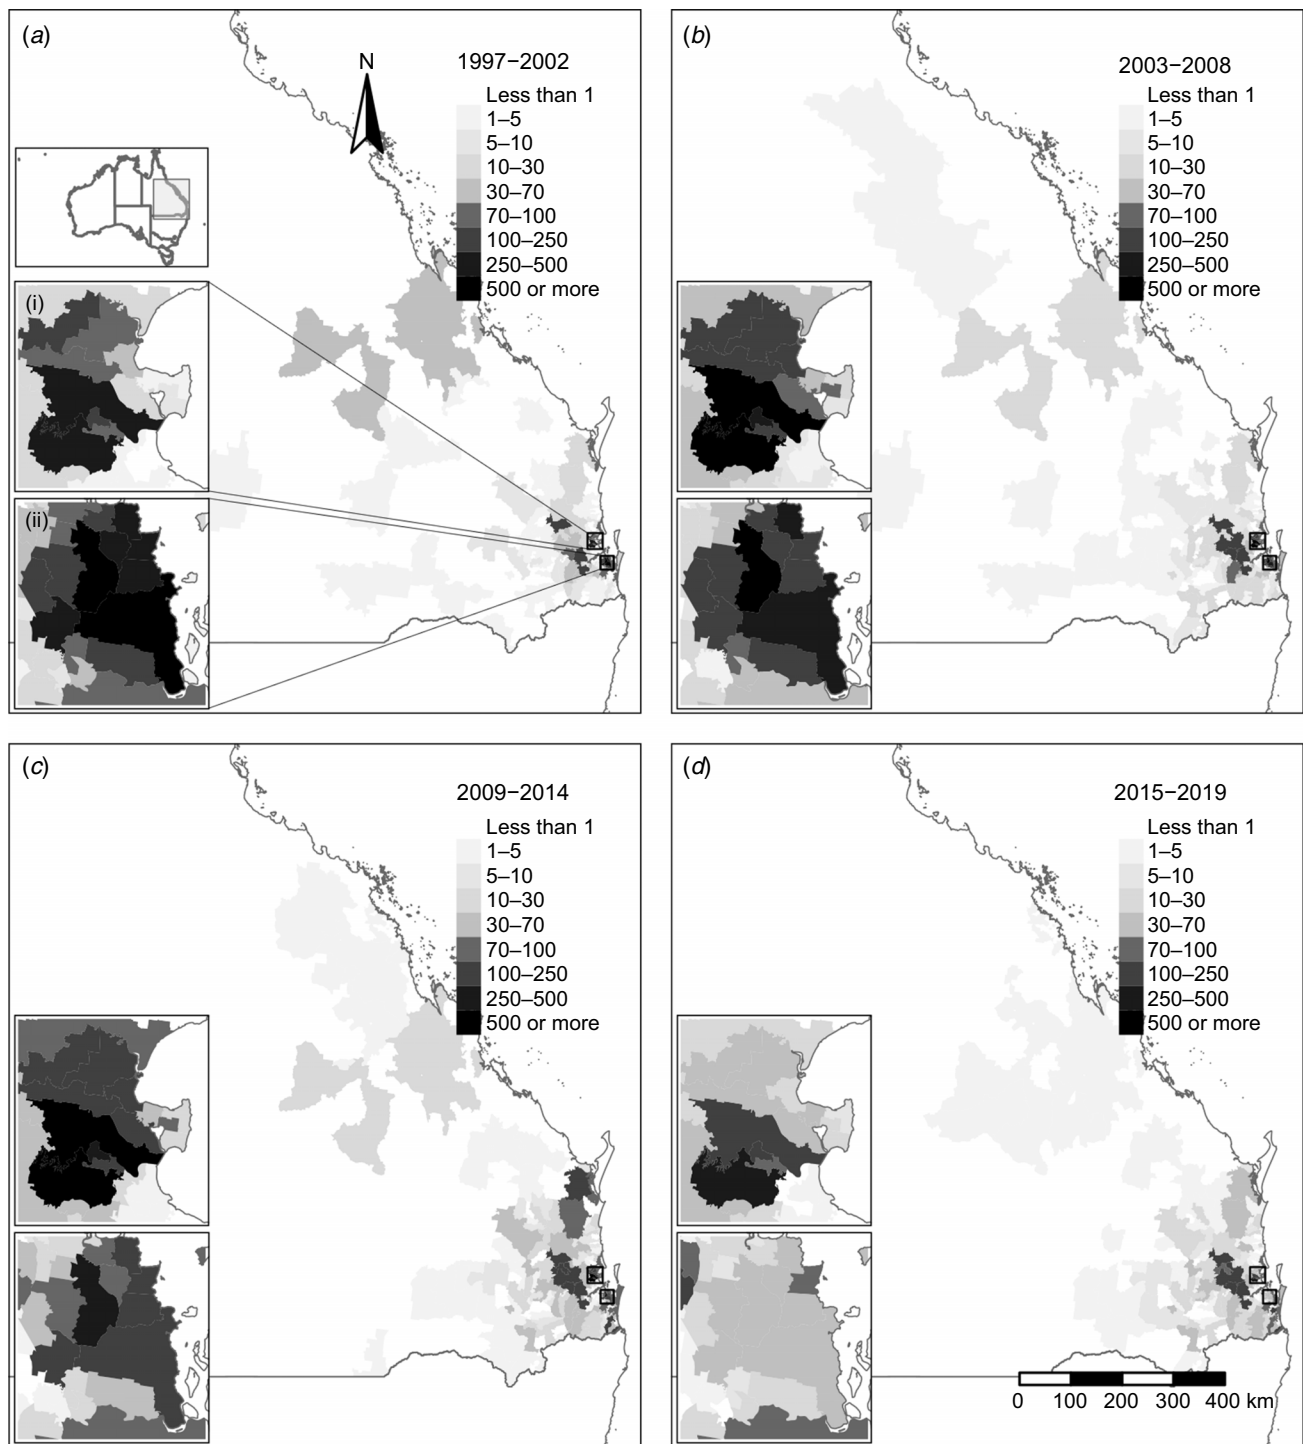 (a)
N
1997−2002
Less than 1
1–5
5–10
10–30
30–70
70–100
100–250
250–500
500 or more
(i)
(ii)
(b)
2003−2008
Less than 1
1–5
5–10
10–30
30–70
70–100
100–250
250–500
500 or more
(c)
2009−2014
Less than 1
1–5
5–10
10–30
30–70
70–100
100–250
250–500
500 or more
(d)
2015−2019
Less than 1
1–5
5–10
10–30
30–70
70–100
100–250
250–500
500 or more
0 100 200 300 400 km